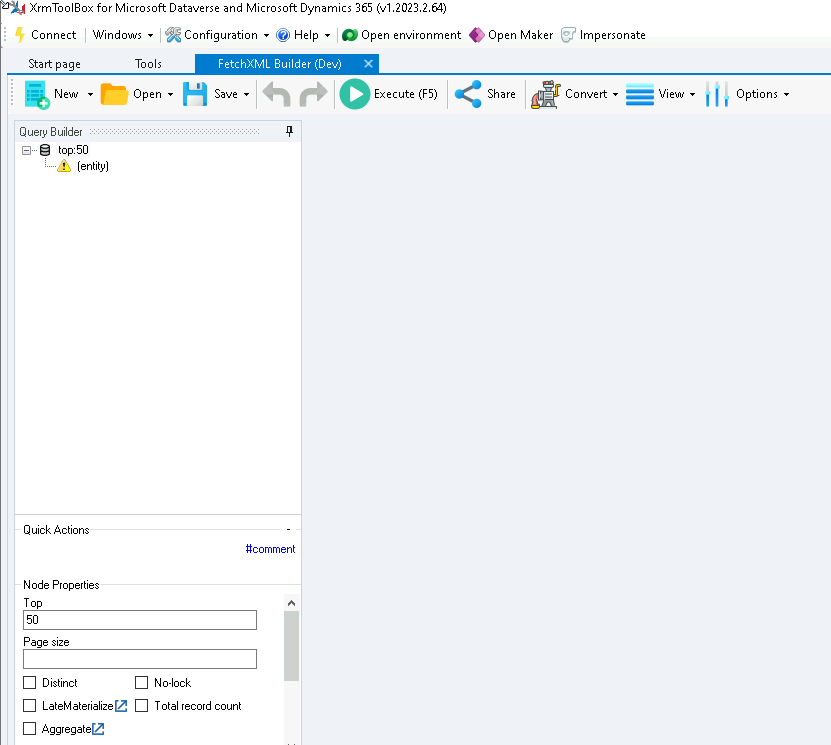 XrmToolBox for Microsoft Dataverse and Microsoft Dynamics 365 (v1.2023.2.64)
Connect Windows Configuration Help Open environment Open Maker Impersonate
Start page Tools FetchXML Builder (Dev)
New Open Save Execute (F5) Share Convert View Options
Query Builder
top:50
(entity)
Quick Actions
#comment
Node Properties
Top
50
Page size
Distinct No-lock
LateMaterialize Total record count
Aggregate